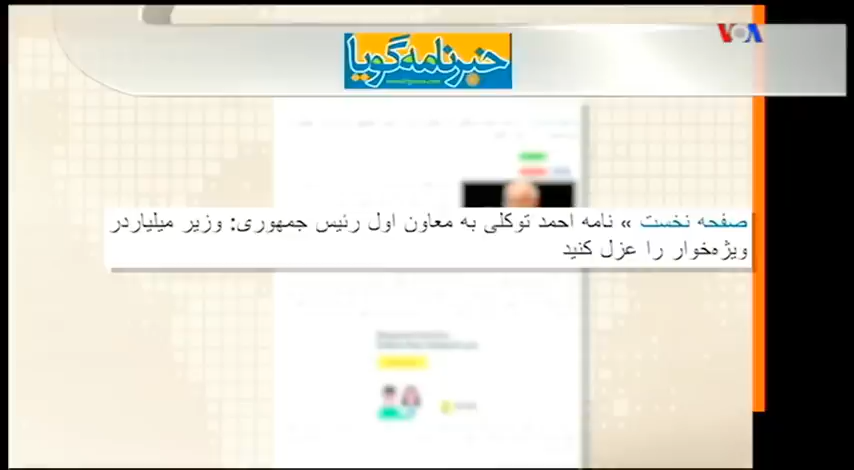 VOA
خبرنامه گویا
صفحه نخست » نامه احمد توکلی به معاون اول رئیس جمهوری: وزیر میلیاردر
ویژه‌خوار را عزل کنید